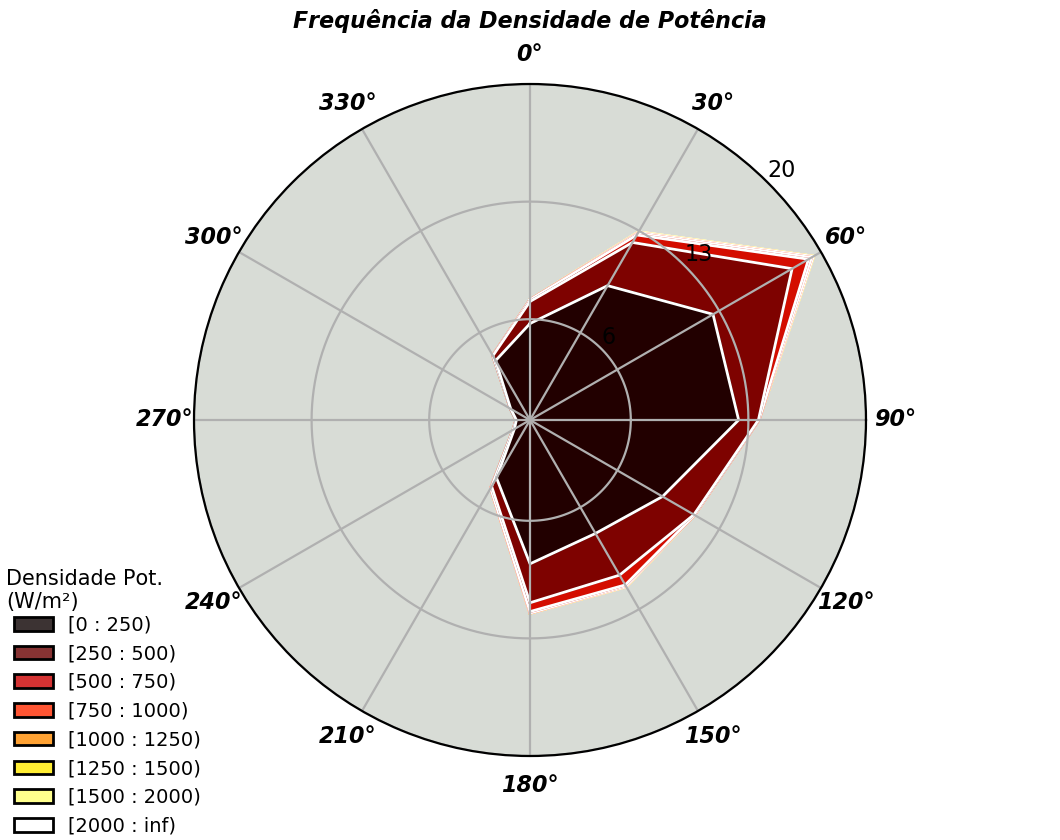 Frequência da Densidade de Potência
0°
330°
30°
20
300°
60°
13
6
270°
90°
Densidade Pot.
(W/m²)
240°
120°
[0 : 250)
[250 : 500)
[500 : 750)
[750 : 1000)
210°
150°
[1000 : 1250)
[1250 : 1500)
180°
[1500 : 2000)
[2000 : inf)